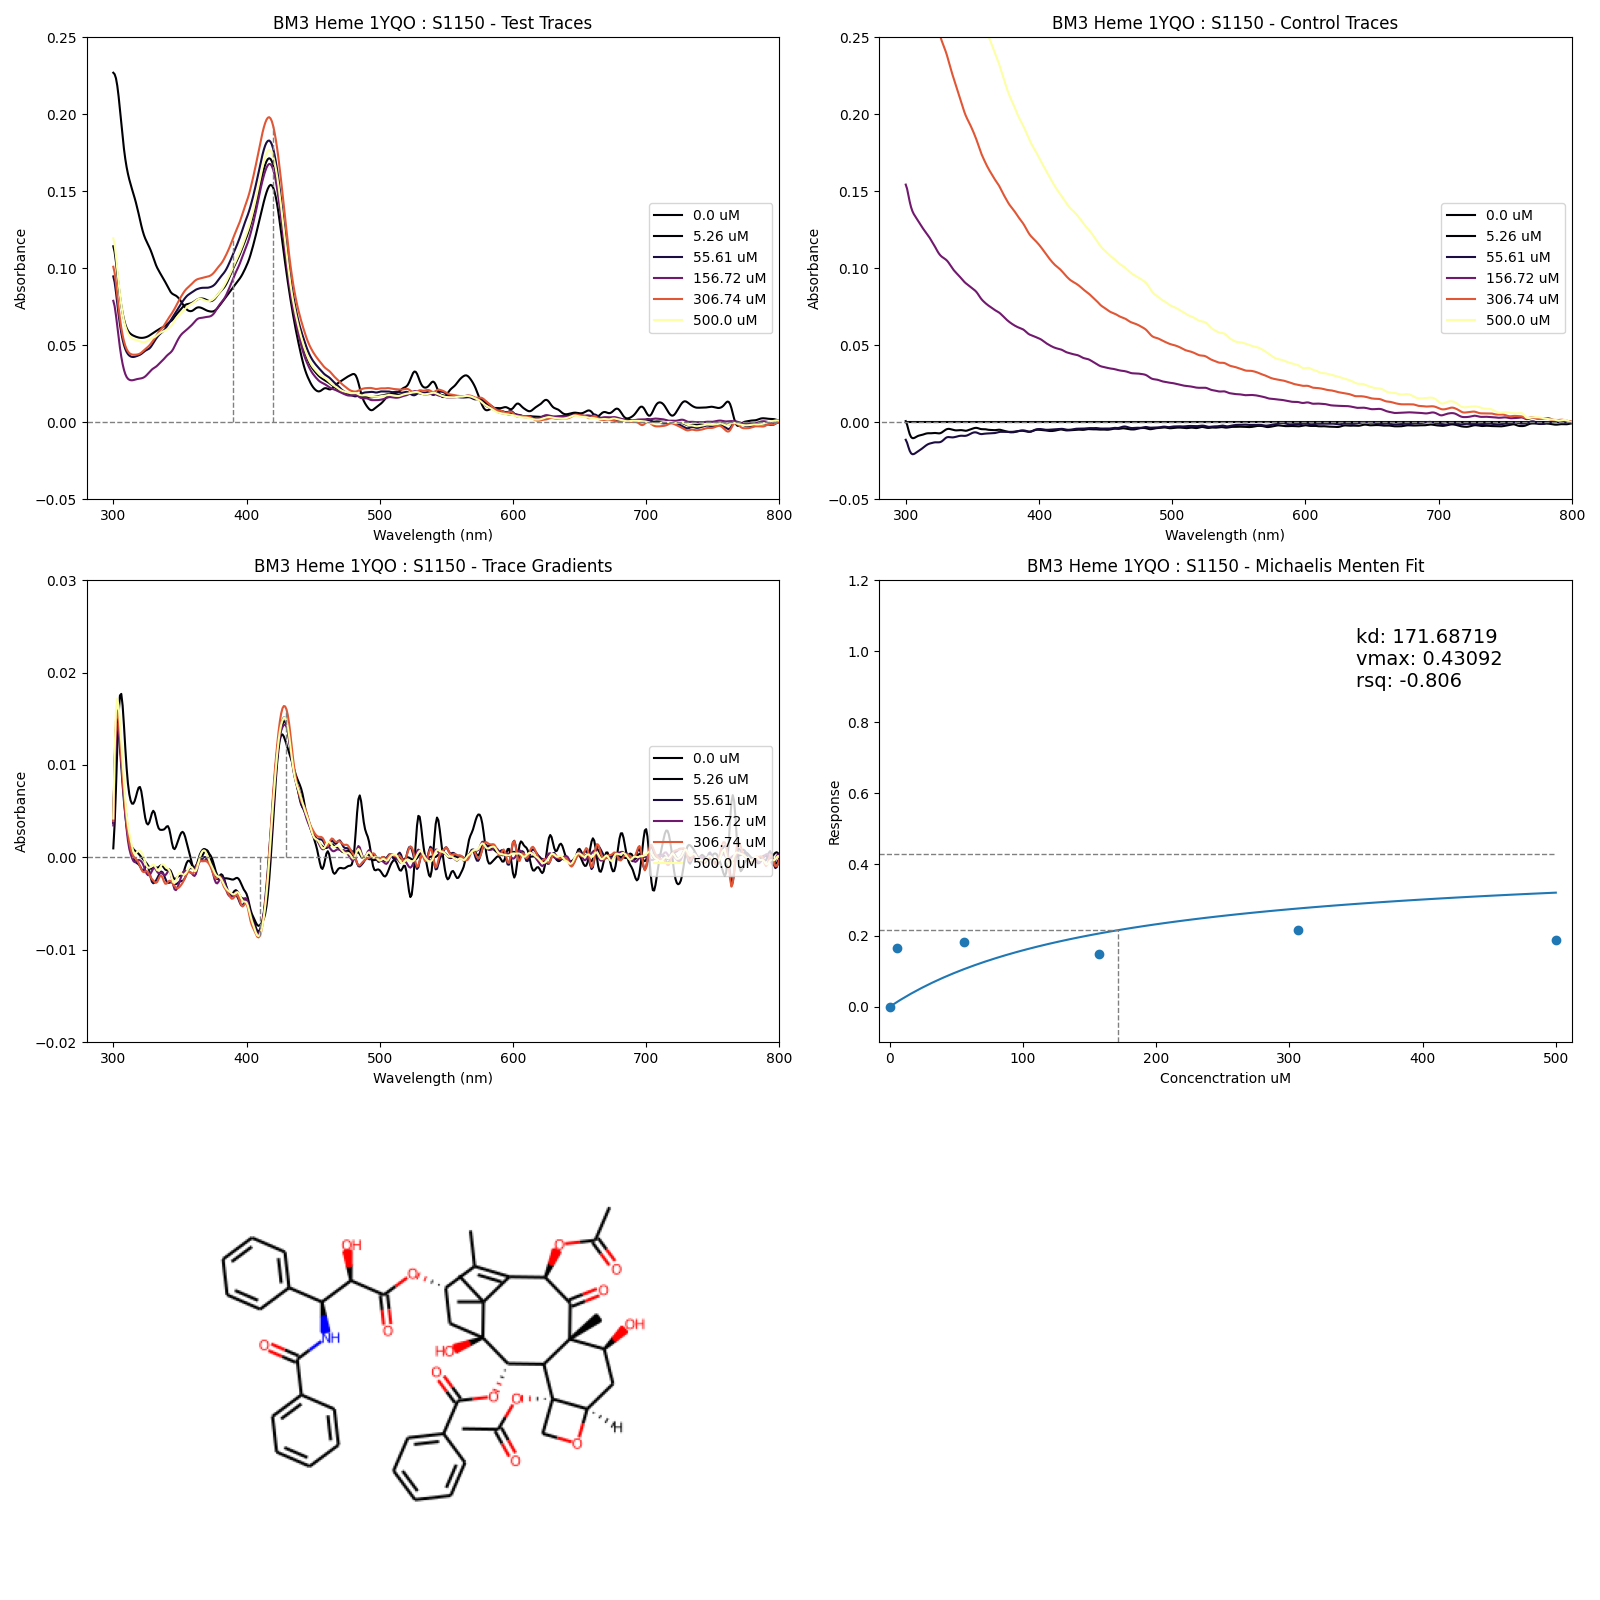 BM3 Heme 1YQO : S1150 - Test Traces
0.25
0.20
0.15
0.10
0.05
0.00
−0.05
Absorbance
300 400 500 600 700 800
Wavelength (nm)
0.0 uM
5.26 uM
55.61 uM
156.72 uM
306.74 uM
500.0 uM
BM3 Heme 1YQO : S1150 - Control Traces
0.25
0.20
0.15
0.10
0.05
0.00
−0.05
Absorbance
300 400 500 600 700 800
Wavelength (nm)
0.0 uM
5.26 uM
55.61 uM
156.72 uM
306.74 uM
500.0 uM
BM3 Heme 1YQO : S1150 - Trace Gradients
0.03
0.02
0.01
0.00
−0.01
−0.02
Absorbance
300 400 500 600 700 800
Wavelength (nm)
0.0 uM
5.26 uM
55.61 uM
156.72 uM
306.74 uM
500.0 uM
BM3 Heme 1YQO : S1150 - Michaelis Menten Fit
1.2
1.0
0.8
0.6
0.4
0.2
0.0
Response
kd: 171.68719
vmax: 0.43092
rsq: -0.806
0 100 200 300 400 500
Concenctration uM
OH
O
O
O
O
O
OH
NH
O
HO
O
O
O
O
O
H